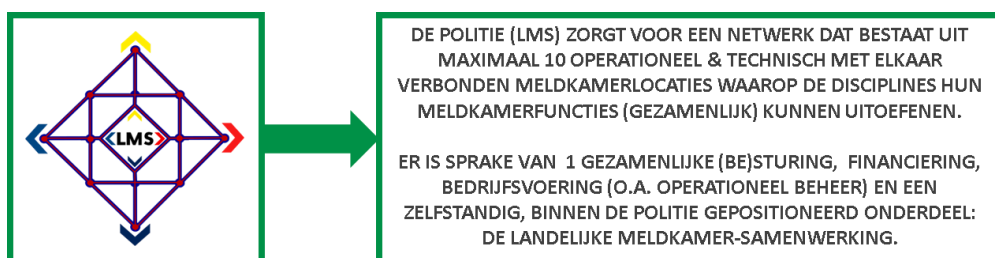 LMS
DE POLITIE (LMS) ZORGT VOOR EEN NETWERK DAT BESTAAT UIT
MAXIMAAL 10 OPERATIONEEL & TECHNISCH MET ELKAAR
VERBONDEN MELDKAMERLOCATIES WAAROP DE DISCIPLINES HUN
MELDKAMERFUNCTIES (GEZAMENLIJK) KUNNEN UITOEFENEN.
ER IS SPRAKE VAN 1 GEZAMENLIJKE (BE)STURING, FINANCIERING,
BEDRIJFSVOERING (O.A. OPERATIONEEL BEHEER) EN EEN
ZELFSTANDIG, BINNEN DE POLITIE GEPOSITIONEERD ONDERDEEL:
DE LANDELIJKE MELDKAMER-SAMENWERKING.